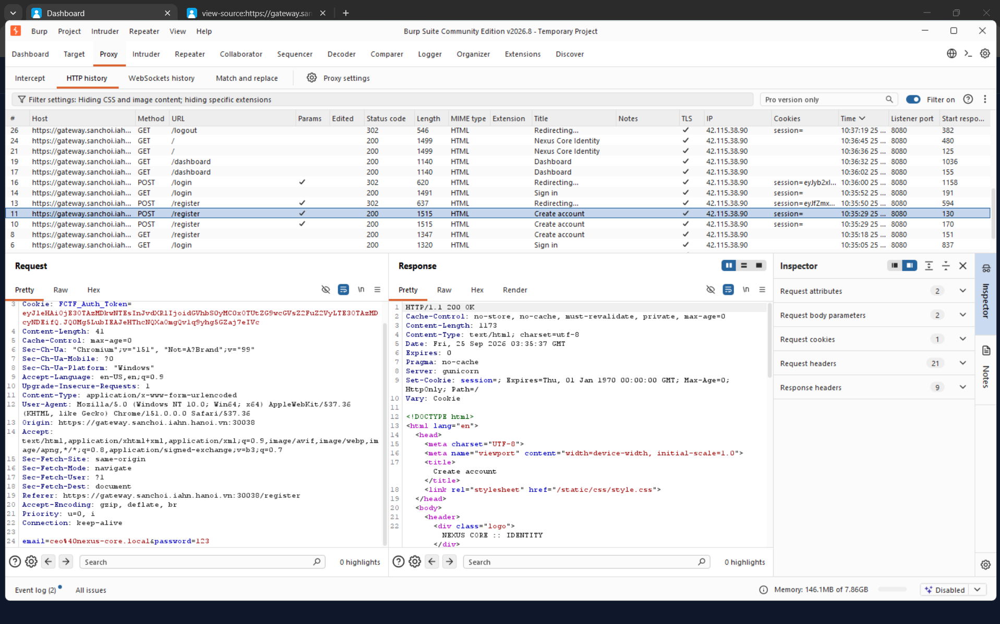 Dashboard
view-source:https://gateway.san
Burp Project Intruder Repeater View Help
Burp Suite Community Edition v2026.8 - Temporary Project
Dashboard Target Proxy Intruder Repeater Collaborator Sequencer Decoder Comparer Logger Organizer Extensions Discover
Intercept HTTP history WebSockets history Match and replace Proxy settings
Filter settings: Hiding CSS and image content; hiding specific extensions
Pro version only
Filter on
# Host Method URL Params Edited Status code Length MIME type Extension Title Notes TLS IP Cookies Time Listener port Start respo...
26 https://gateway.sanchoi.iah... GET /logout 302 546 HTML Redirecting... ✓ 42.115.38.90 session= 10:37:19 25 ... 8080 382
24 https://gateway.sanchoi.iah... GET / 200 1499 HTML Nexus Core Identity ✓ 42.115.38.90 10:36:45 25 ... 8080 480
21 https://gateway.sanchoi.iah... GET / 200 1499 HTML Nexus Core Identity ✓ 42.115.38.90 10:36:36 25 ... 8080 125
19 https://gateway.sanchoi.iah... GET /dashboard 200 1140 HTML Dashboard ✓ 42.115.38.90 10:36:32 25 ... 8080 1036
17 https://gateway.sanchoi.iah... GET /dashboard 200 1140 HTML Dashboard ✓ 42.115.38.90 10:36:02 25 ... 8080 155
16 https://gateway.sanchoi.iah... POST /login ✓ 302 620 HTML Redirecting... ✓ 42.115.38.90 session=eyJyb2xl... 10:36:00 25 ... 8080 1158
14 https://gateway.sanchoi.iah... GET /login 200 1491 HTML Sign in ✓ 42.115.38.90 session= 10:35:52 25 ... 8080 191
13 https://gateway.sanchoi.iah... POST /register ✓ 302 637 HTML Redirecting... ✓ 42.115.38.90 session=eyJfZmx... 10:35:50 25 ... 8080 594
11 https://gateway.sanchoi.iah... POST /register ✓ 200 1515 HTML Create account ✓ 42.115.38.90 session= 10:35:29 25 ... 8080 130
10 https://gateway.sanchoi.iah... POST /register ✓ 200 1515 HTML Create account ✓ 42.115.38.90 session= 10:35:29 25 ... 8080 170
8 https://gateway.sanchoi.iah... GET /register 200 1347 HTML Create account ✓ 42.115.38.90 10:35:18 25 ... 8080 151
6 https://gateway.sanchoi.iah... GET /login 200 1320 HTML Sign in ✓ 42.115.38.90 10:35:05 25 ... 8080 837
Request
Pretty Raw Hex \n
3 Cookie: FCTF_Auth_Token=
4 Content-Length: 41
5 Cache-Control: max-age=0
6 Sec-Ch-Ua: "Chromium";v="151", "Not=A?Brand";v="99"
7 Sec-Ch-Ua-Mobile: ?0
8 Sec-Ch-Ua-Platform: "Windows"
9 Accept-Language: en-US,en;q=0.9
10 Upgrade-Insecure-Requests: 1
11 Content-Type: application/x-www-form-urlencoded
12 User-Agent: Mozilla/5.0 (Windows NT 10.0; Win64; x64) AppleWebKit/537.36
(KHTML, like Gecko) Chrome/151.0.0.0 Safari/537.36
13 Origin: https://gateway.sanchoi.iahn.hanoi.vn:30038
14 Accept:
text/html,application/xhtml+xml,application/xml;q=0.9,image/avif,image/webp,im
age/apng,*/*;q=0.8,application/signed-exchange;v=b3;q=0.7
15 Sec-Fetch-Site: same-origin
16 Sec-Fetch-Mode: navigate
17 Sec-Fetch-User: ?1
18 Sec-Fetch-Dest: document
19 Referer: https://gateway.sanchoi.iahn.hanoi.vn:30038/register
20 Accept-Encoding: gzip, deflate, br
21 Priority: u=0, i
22 Connection: keep-alive
23
24 email=ceo%40nexus-core.local&password=123
Search 0 highlights
Response
Pretty Raw Hex Render \n
1 HTTP/1.1 200 OK
2 Cache-Control: no-store, no-cache, must-revalidate, private, max-age=0
3 Content-Length: 1173
4 Content-Type: text/html; charset=utf-8
5 Date: Fri, 25 Sep 2026 03:35:37 GMT
6 Expires: 0
7 Pragma: no-cache
8 Server: gunicorn
9 Set-Cookie: session=; Expires=Thu, 01 Jan 1970 00:00:00 GMT; Max-Age=0;
HttpOnly; Path=/
10 Vary: Cookie
11
12 <!DOCTYPE html>
13 <html lang="en">
14 <head>
15 <meta charset="UTF-8">
16 <meta name="viewport" content="width=device-width, initial-scale=1.0">
17 <title>
Create account
</title>
18 <link rel="stylesheet" href="/static/css/style.css">
19 </head>
20 <body>
21 <header>
22 <div class="logo">
NEXUS CORE :: IDENTITY
</div>
Search 0 highlights
Inspector
Request attributes 2
Request body parameters 2
Request cookies 1
Request headers 21
Response headers 9
Inspector
Notes
Event log (2) All issues
Memory: 146.1MB of 7.86GB
Disabled